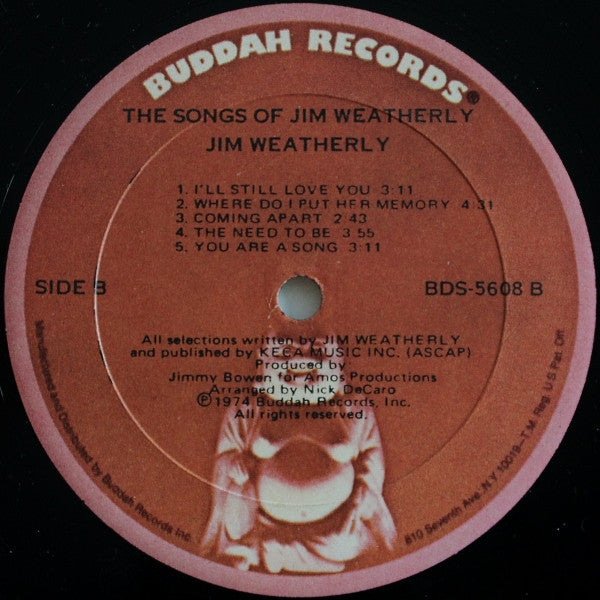 BUDDAH RECORDS®
THE SONGS OF JIM WEATHERLY
JIM WEATHERLY
1. I'LL STILL LOVE YOU 3:11
2. WHERE DO I PUT HER MEMORY 4:31
3. COMING APART 2:43
4. THE NEED TO BE 3:55
5. YOU ARE A SONG 3:11
SIDE B
BDS-5608 B
All selections written by JIM WEATHERLY
and published by KECA MUSIC INC. (ASCAP)
Produced by:
Jimmy Bowen for Amos Productions
Arranged by Nick DeCaro
Ⓟ1974 Buddah Records, Inc.
All rights reserved.
Manufactured and Distributed by Buddah Records Inc.
810 Seventh Ave., N.Y. 10019—T.M. Reg. U.S. Pat. Off.